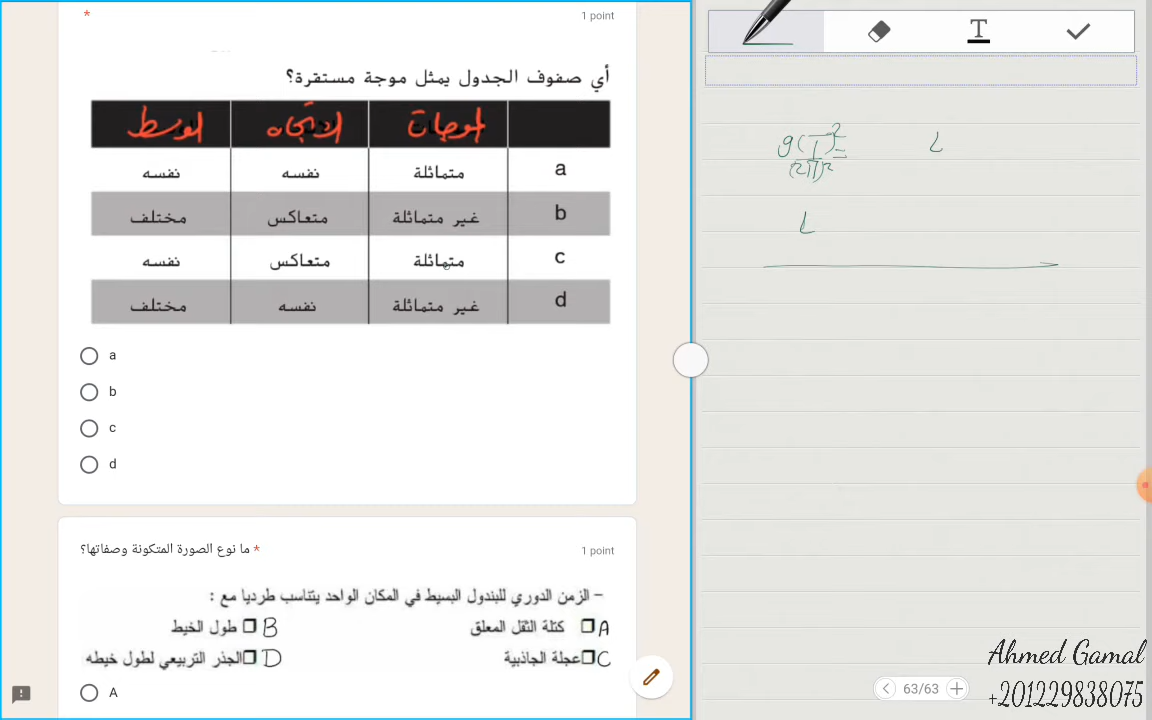 *
1 point
أي صفوف الجدول يمثل موجة مستقرة؟
الموجات الاتجاه الوسط
a متماثلة نفسه نفسه
b غير متماثلة متعاكس مختلف
c متماثلة متعاكس نفسه
d غير متماثلة نفسه مختلف
a
b
c
d
ما نوع الصورة المتكونة وصفاتها؟ *
1 point
- الزمن الدوري للبندول البسيط في المكان الواحد يتناسب طرديا مع :
A كتلة الثقل المعلق
B طول الخيط
C عجلة الجاذبية
D الجذر التربيعي لطول خيطه
A
T
L
L
63/63
Ahmed Gamal
+201229838075